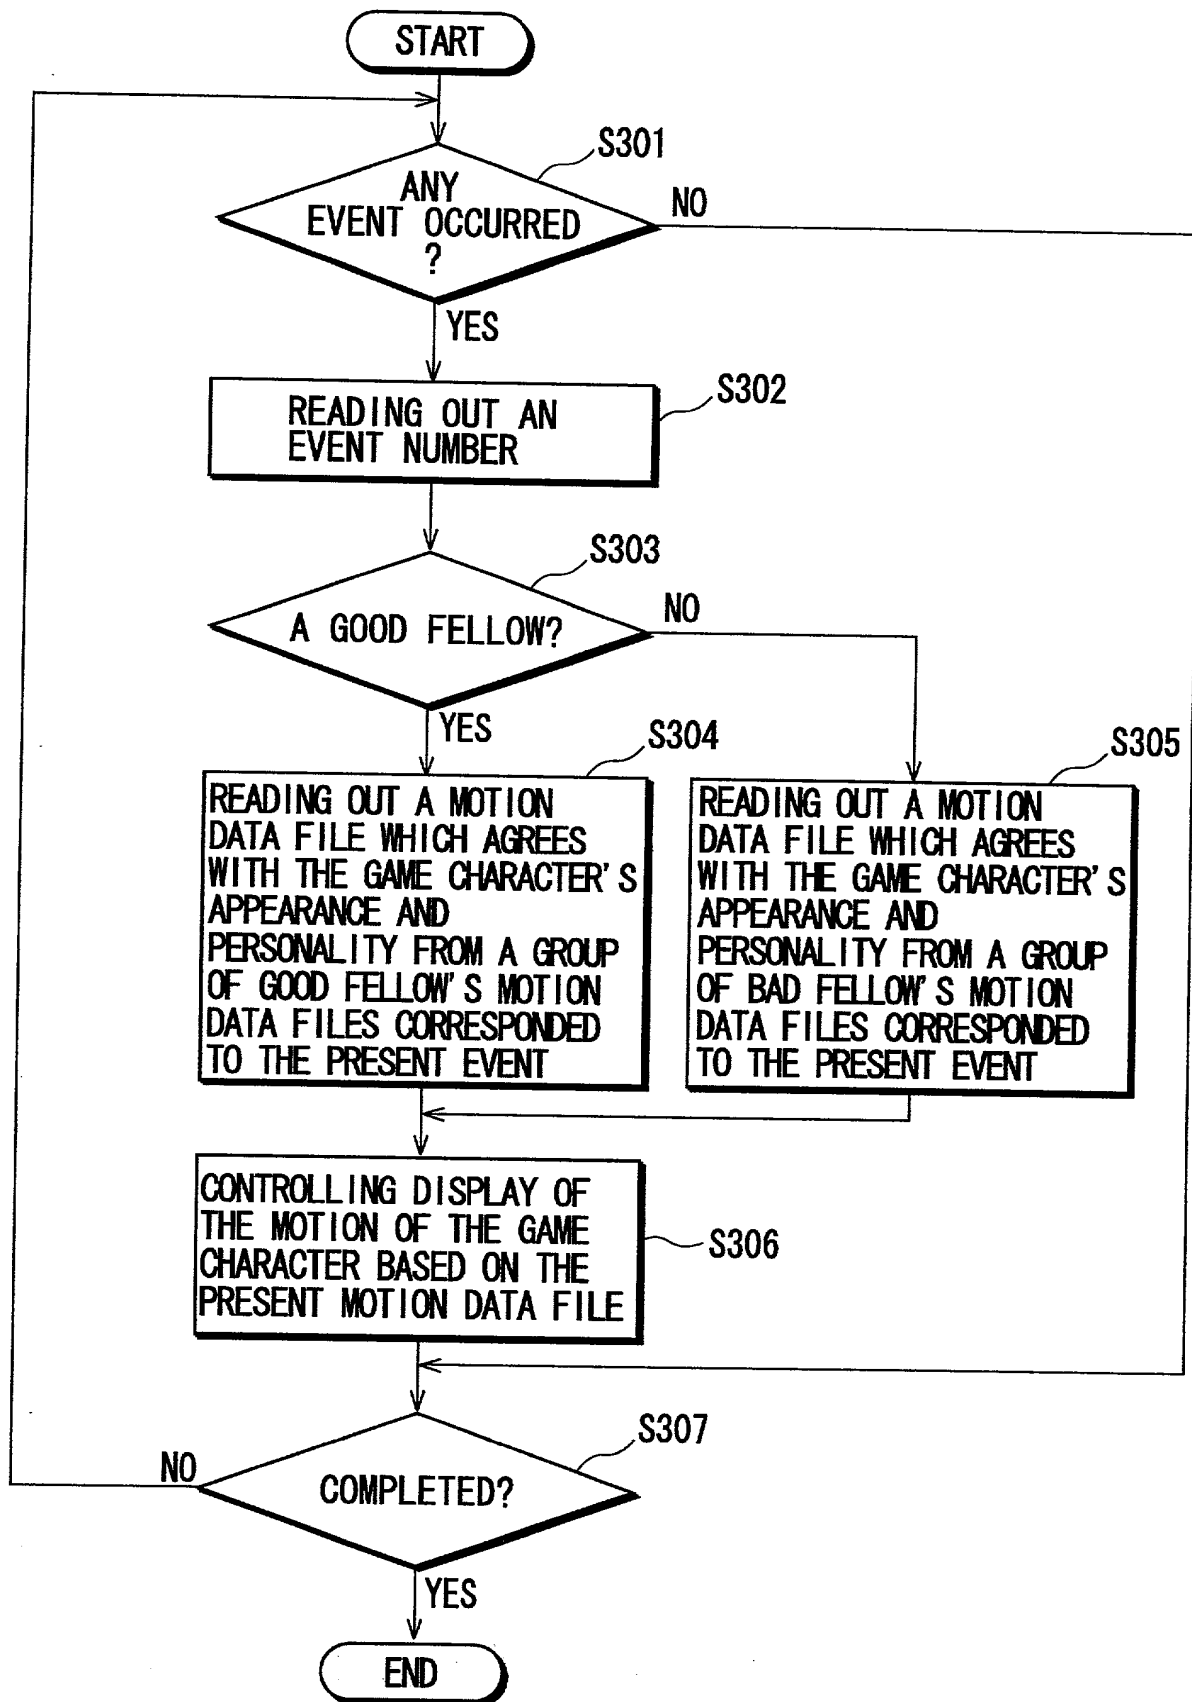 START
S301
ANY
EVENT OCCURRED
?
NO
YES
S302
READING OUT AN
EVENT NUMBER
S303
A GOOD FELLOW?
NO
YES
S304
READING OUT A MOTION
DATA FILE WHICH AGREES
WITH THE GAME CHARACTER'S
APPEARANCE AND
PERSONALITY FROM A GROUP
OF GOOD FELLOW'S MOTION
DATA FILES CORRESPONDED
TO THE PRESENT EVENT
S305
READING OUT A MOTION
DATA FILE WHICH AGREES
WITH THE GAME CHARACTER'S
APPEARANCE AND
PERSONALITY FROM A GROUP
OF BAD FELLOW'S MOTION
DATA FILES CORRESPONDED
TO THE PRESENT EVENT
CONTROLLING DISPLAY OF
THE MOTION OF THE GAME
CHARACTER BASED ON THE
PRESENT MOTION DATA FILE
S306
S307
NO
COMPLETED?
YES
END